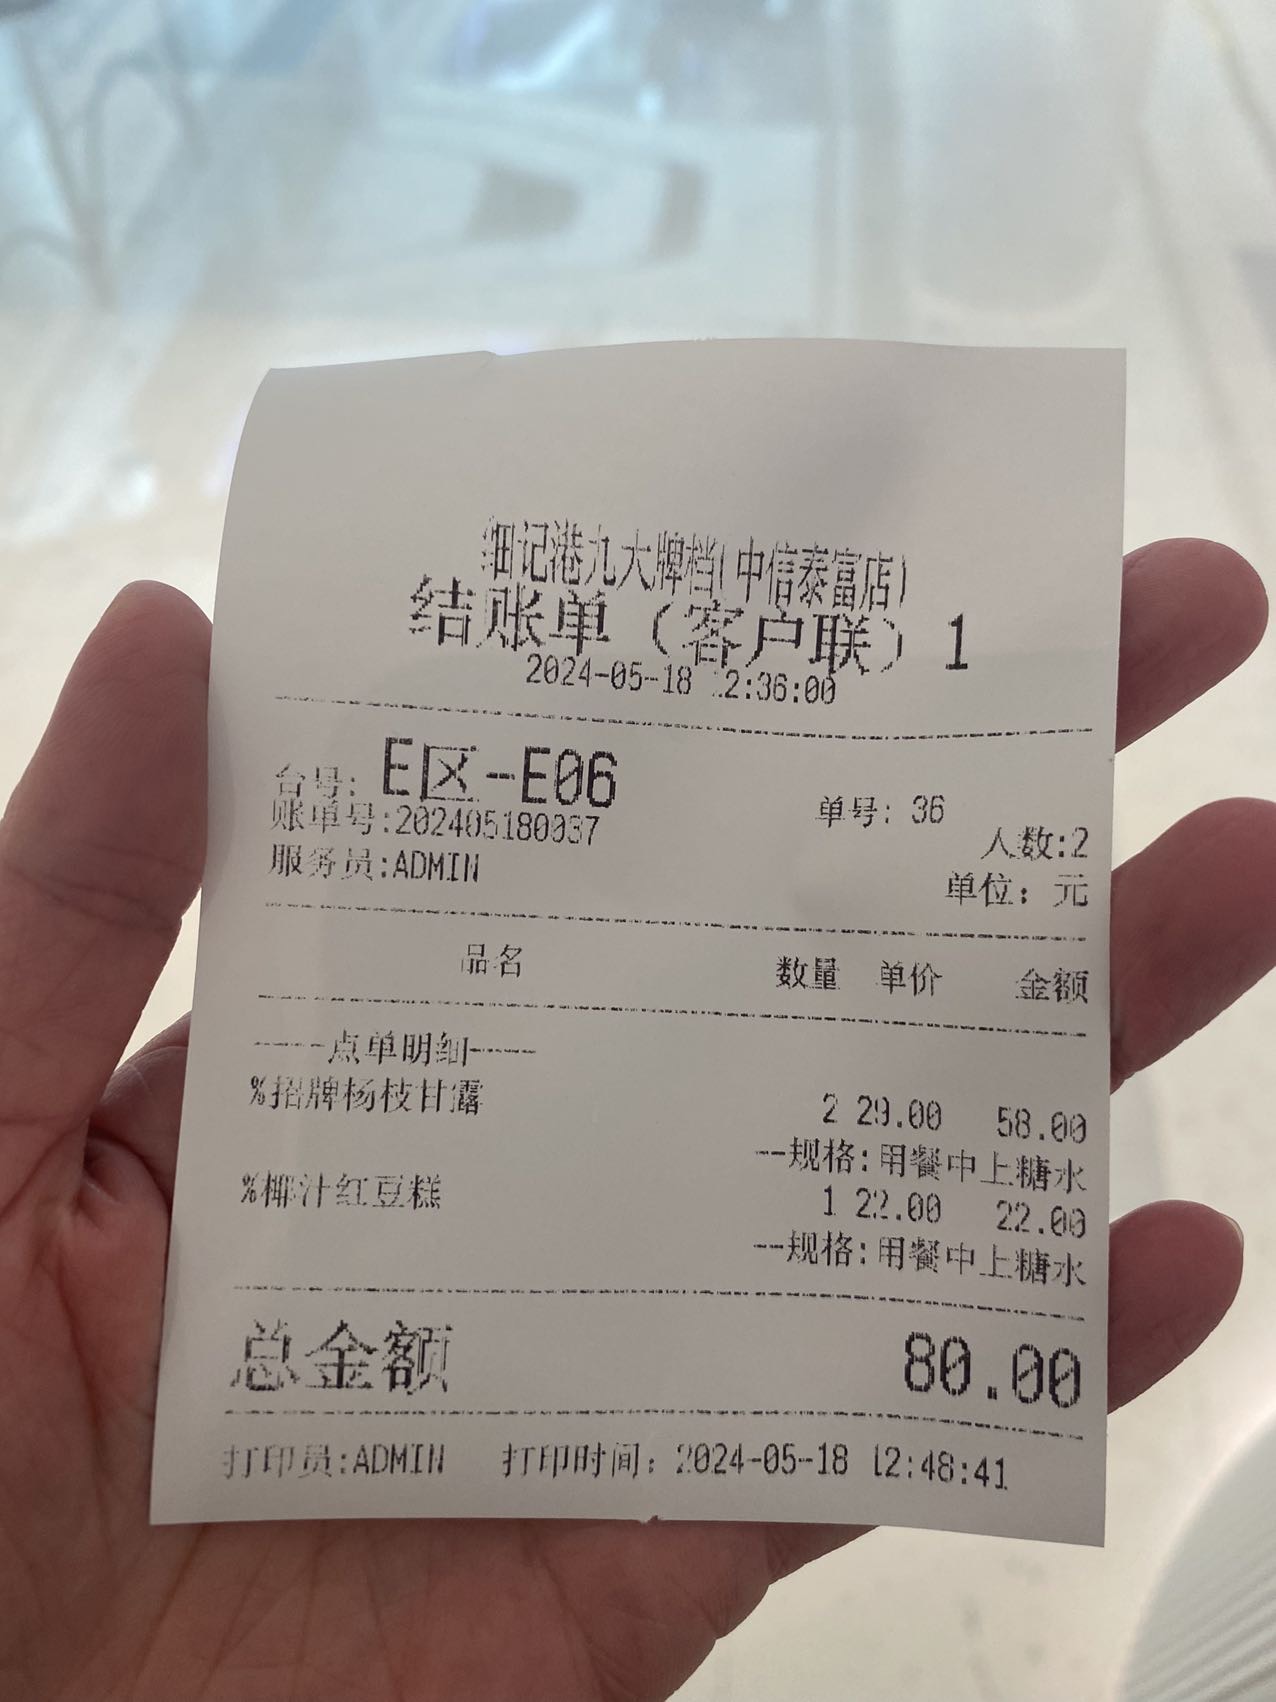 细记港九大牌档(中信泰富店)
结账单（客户联）1
2024-05-18 12:36:00
台号: E区-E06 单号: 36
账单号:202405180037 人数:2
服务员:ADMIN 单位: 元
品名 数量 单价 金额
----点单明细----
%招牌杨枝甘露 2 29.00 58.00
--规格:用餐中上糖水
%椰汁红豆糕 1 22.00 22.00
--规格:用餐中上糖水
总金额 80.00
打印员:ADMIN 打印时间: 2024-05-18 12:48:41